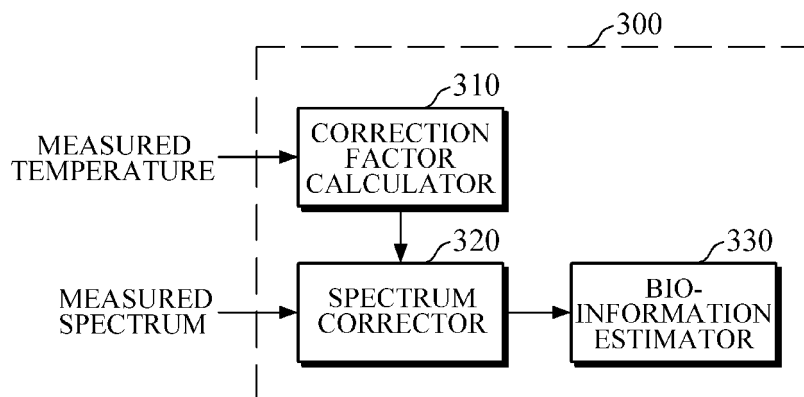 300
310
MEASURED
TEMPERATURE
CORRECTION
FACTOR
CALCULATOR
320
330
MEASURED
SPECTRUM
SPECTRUM
CORRECTOR
BIO-
INFORMATION
ESTIMATOR